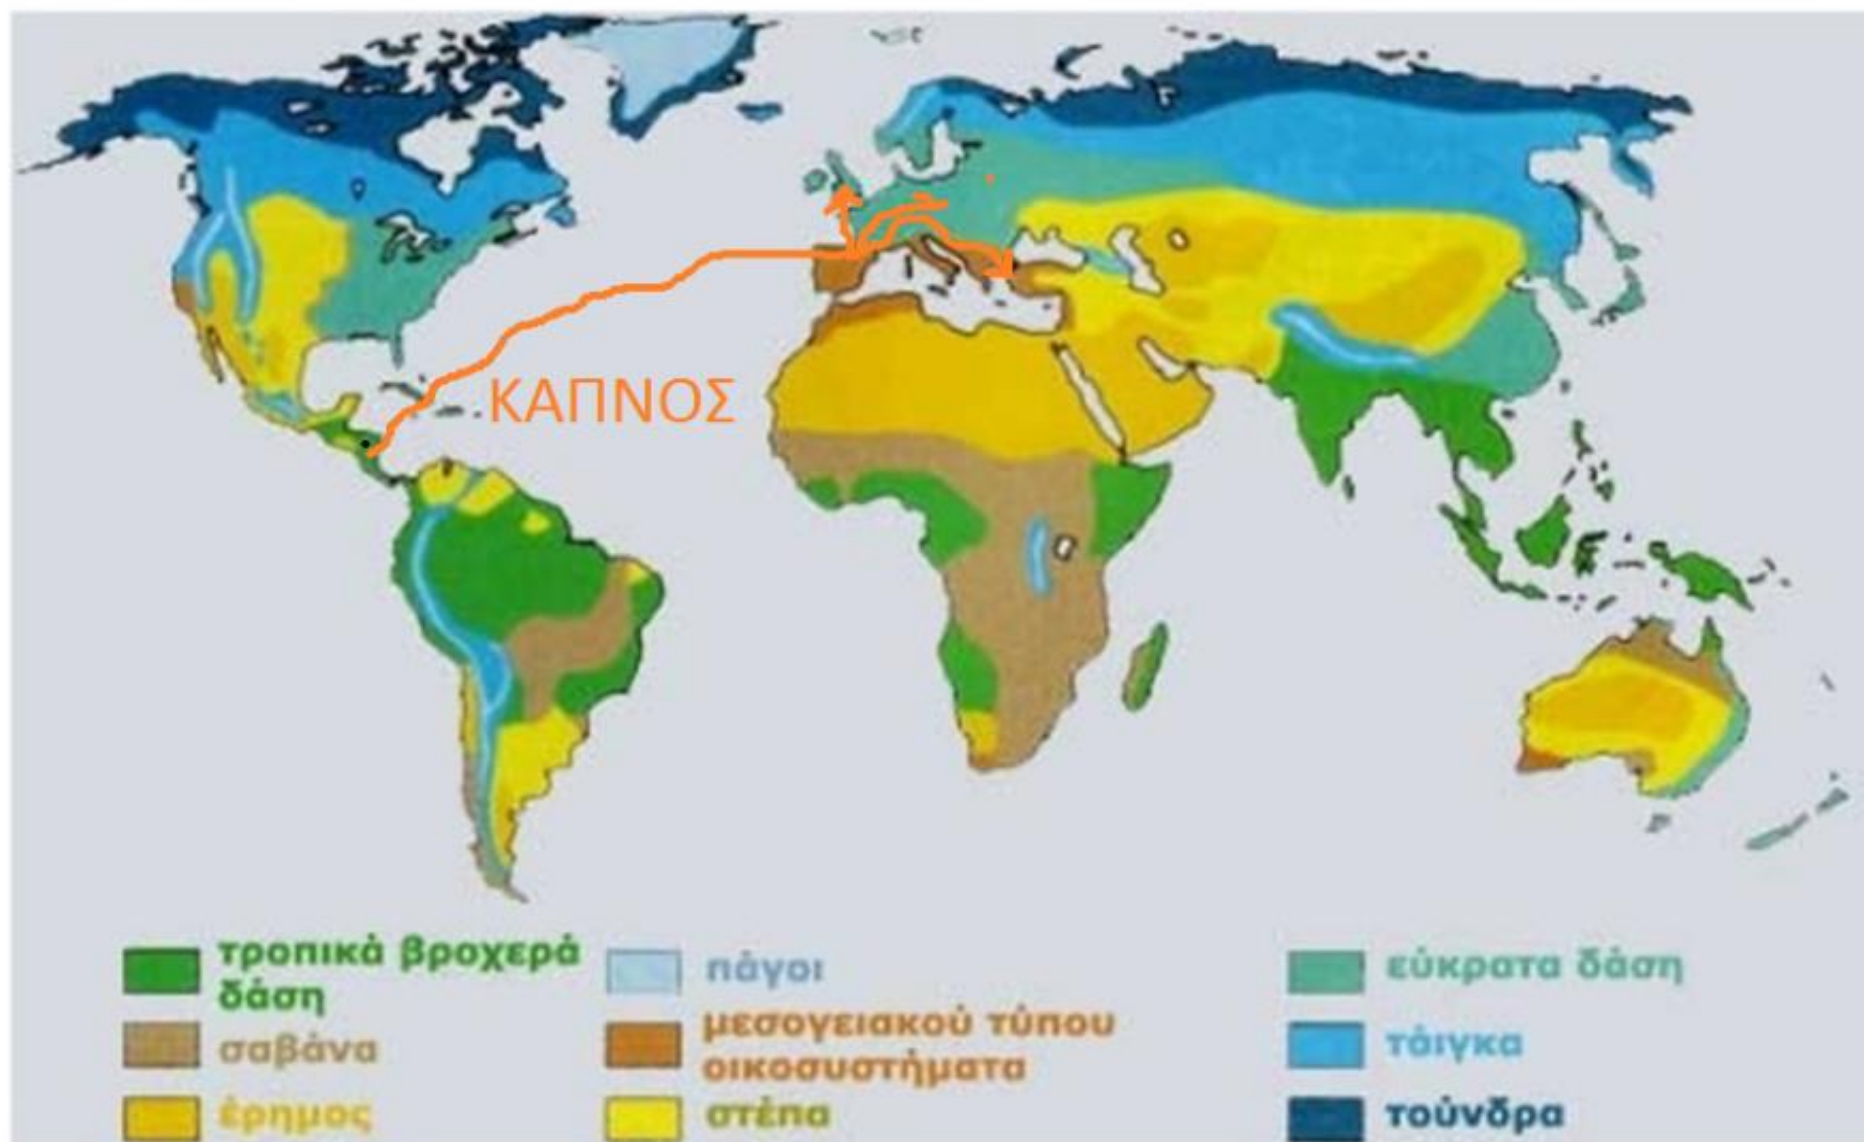 ΚΑΠΝΟΣ
τροπικά βροχερά
δάση
σαβάνα
έρημος
πάγοι
μεσογειακού τύπου
οικοσυστήματα
στέπα
εύκρατα δάση
τάιγκα
τούνδρα